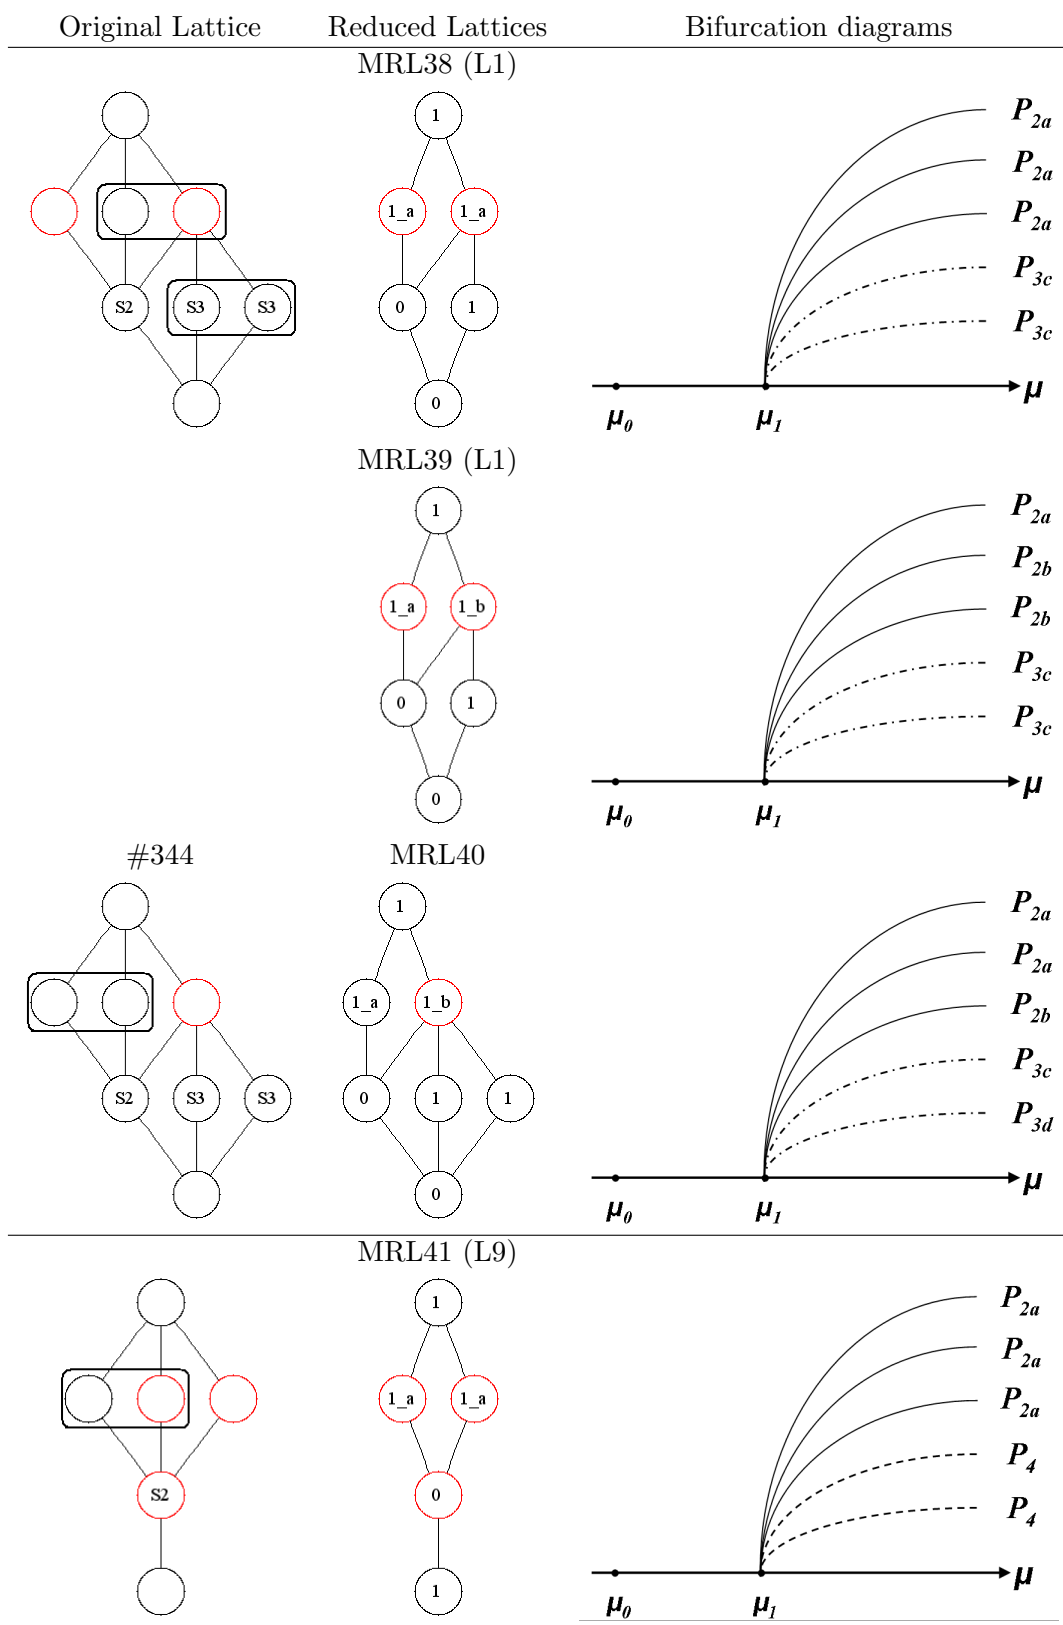 Original Lattice Reduced Lattices Bifurcation diagrams
MRL38 (L1)
1
1_a 1_a
S2 S3 S3
0 1
0
P2a
P2a
P2a
P3c
P3c
μ
μ0 μ1
MRL39 (L1)
1
1_a 1_b
0 1
0
P2a
P2b
P2b
P3c
P3c
μ
μ0 μ1
#344 MRL40
1
1_a 1_b
S2 S3 S3
0 1 1
0
P2a
P2a
P2b
P3c
P3d
μ
μ0 μ1
MRL41 (L9)
1
1_a 1_a
S2
0
1
P2a
P2a
P2a
P4
P4
μ
μ0 μ1